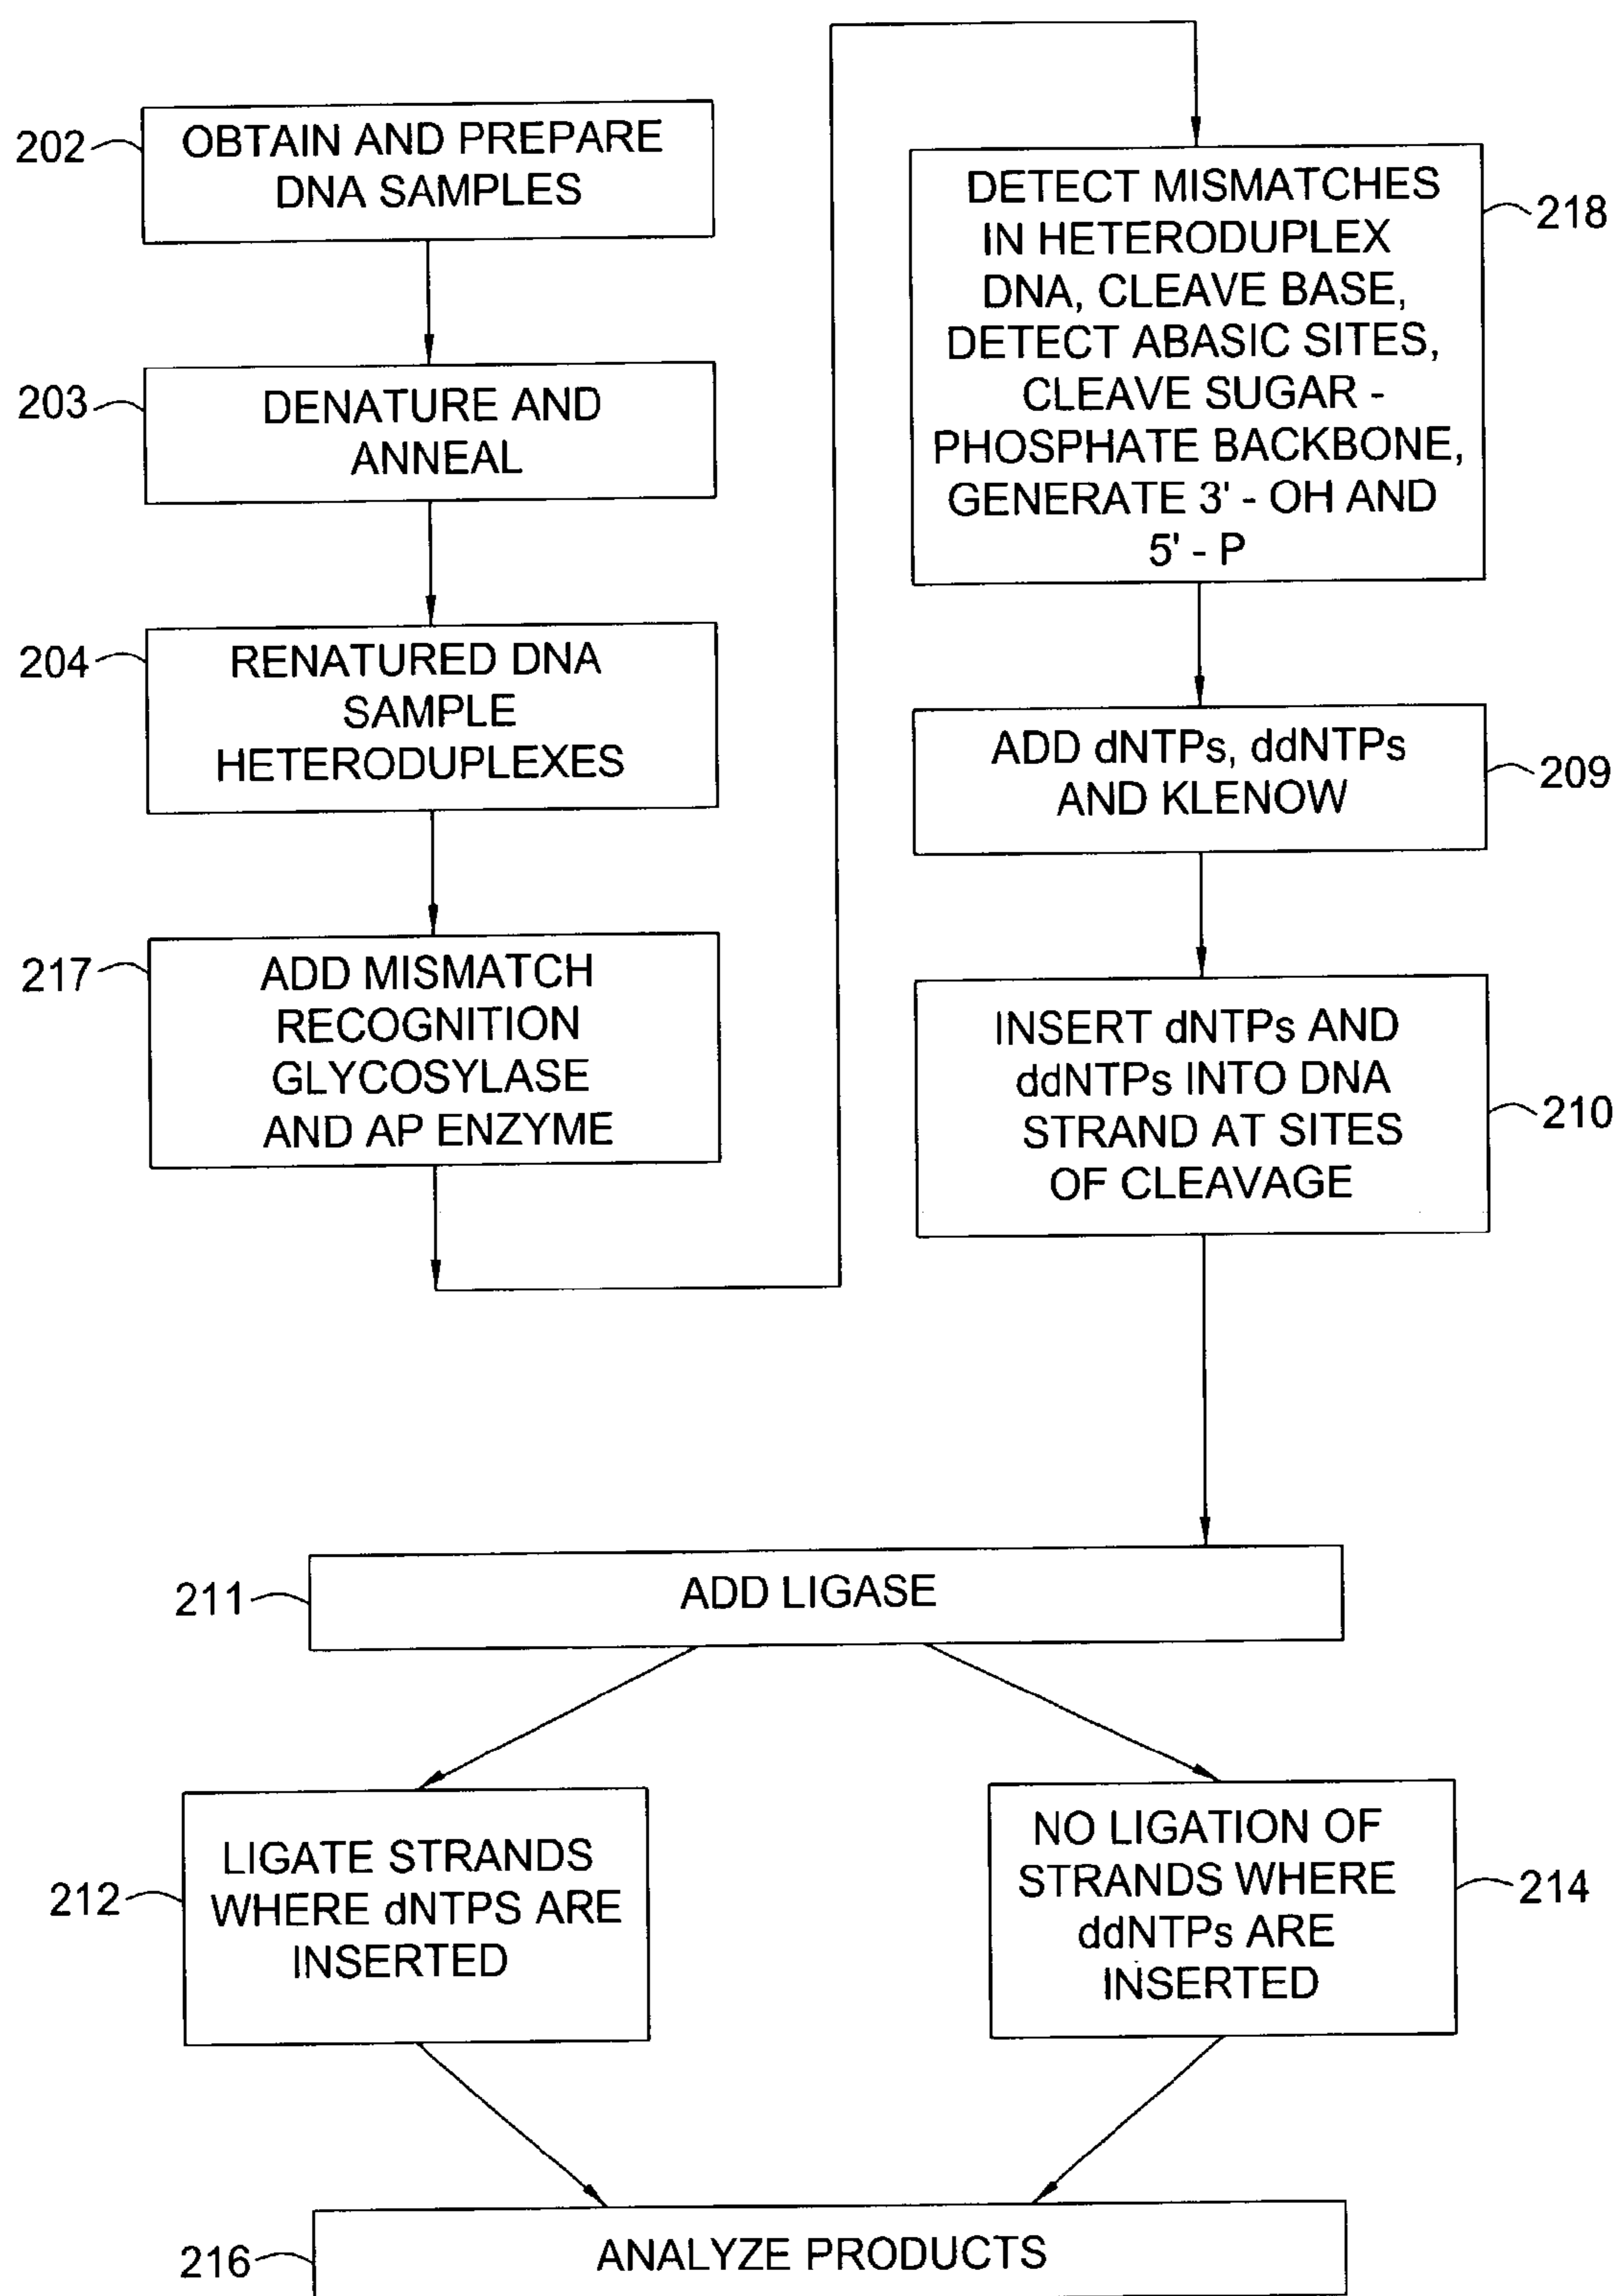 202
OBTAIN AND PREPARE
DNA SAMPLES
203
DENATURE AND
ANNEAL
204
RENATURED DNA
SAMPLE
HETERODUPLEXES
217
ADD MISMATCH
RECOGNITION
GLYCOSYLASE
AND AP ENZYME
DETECT MISMATCHES
IN HETERODUPLEX
DNA, CLEAVE BASE,
DETECT ABASIC SITES,
CLEAVE SUGAR -
PHOSPHATE BACKBONE,
GENERATE 3' - OH AND
5' - P
218
ADD dNTPs, ddNTPs
AND KLENOW
209
INSERT dNTPs AND
ddNTPs INTO DNA
STRAND AT SITES
OF CLEAVAGE
210
211
ADD LIGASE
212
LIGATE STRANDS
WHERE dNTPS ARE
INSERTED
NO LIGATION OF
STRANDS WHERE
ddNTPs ARE
INSERTED
214
216
ANALYZE PRODUCTS